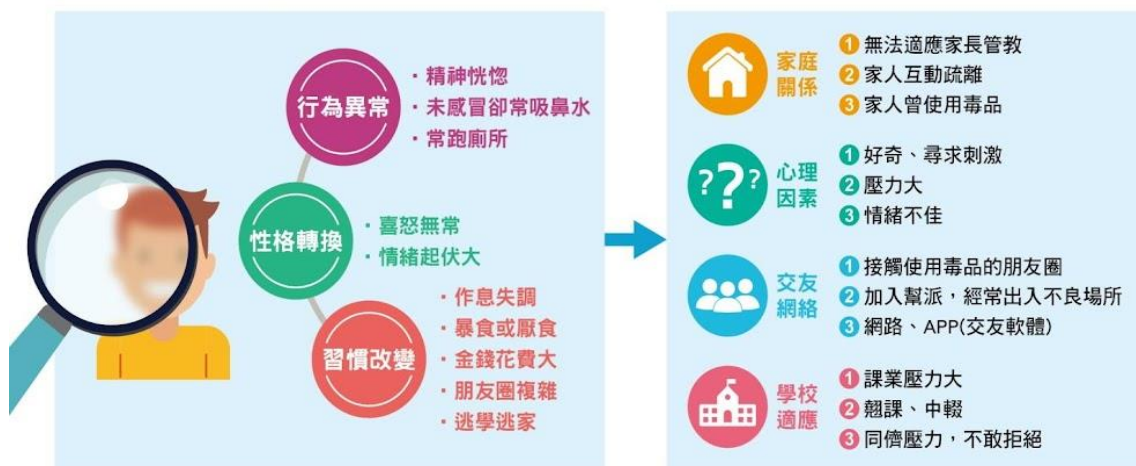 行為異常
・精神恍惚
・未感冒卻常吸鼻水
・常跑廁所
性格轉換
・喜怒無常
・情緒起伏大
習慣改變
・作息失調
・暴食或厭食
・金錢花費大
・朋友圈複雜
・逃學逃家
家庭
關係
1 無法適應家長管教
2 家人互動疏離
3 家人曾使用毒品
???
心理
因素
1 好奇、尋求刺激
2 壓力大
3 情緒不佳
交友
網絡
1 接觸使用毒品的朋友圈
2 加入幫派，經常出入不良場所
3 網路、APP(交友軟體)
學校
適應
1 課業壓力大
2 翹課、中輟
3 同儕壓力，不敢拒絕